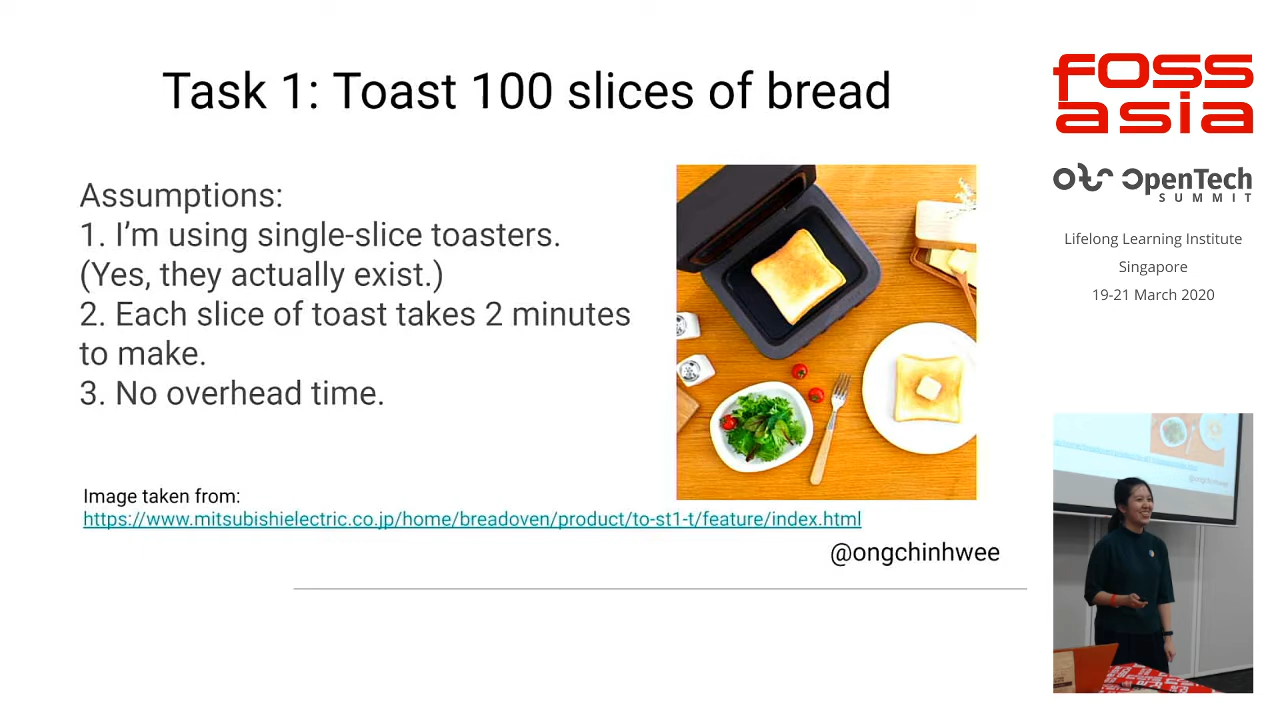 Task 1: Toast 100 slices of bread
Assumptions:
1. I’m using single-slice toasters.
(Yes, they actually exist.)
2. Each slice of toast takes 2 minutes
to make.
3. No overhead time.
Image taken from:
https://www.mitsubishielectric.co.jp/home/breadoven/product/to-st1-t/feature/index.html
@ongchinhwee
FOSS
asia
OpenTech
SUMMIT
Lifelong Learning Institute
Singapore
19-21 March 2020